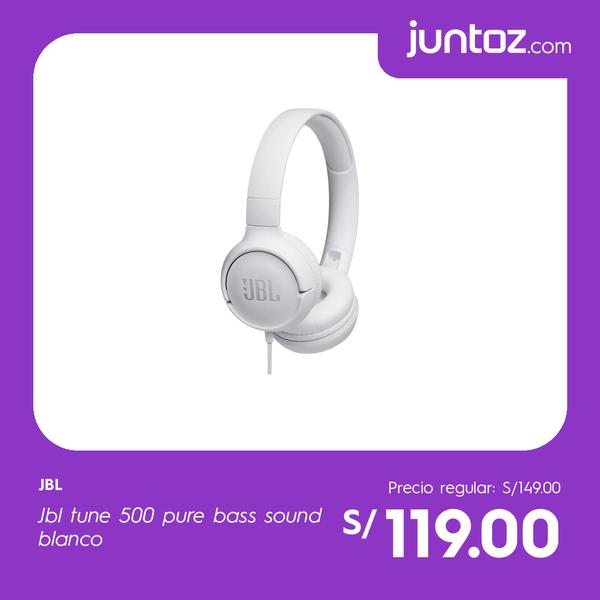 juntoz.com
JBL
JBL
Jbl tune 500 pure bass sound
blanco
Precio regular: S/149.00
S/119.00